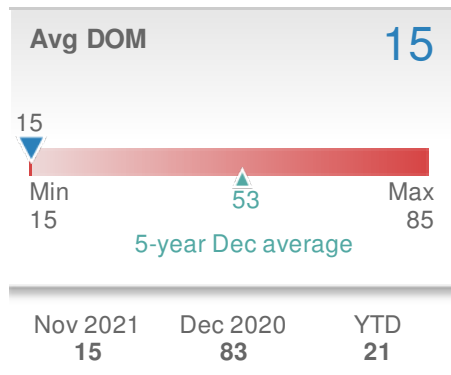 Avg DOM 15
15
Min Max
15 53 85
5-year Dec average
Nov 2021 Dec 2020 YTD
15 83 21